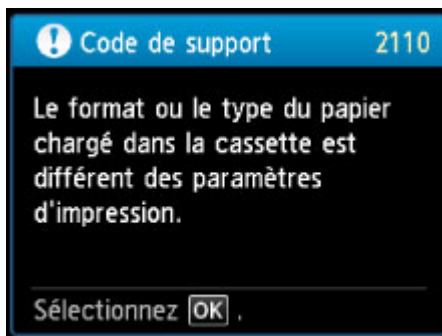 Code de support 2110
Le format ou le type du papier
chargé dans la cassette est
différent des paramètres
d'impression.
Sélectionnez OK .